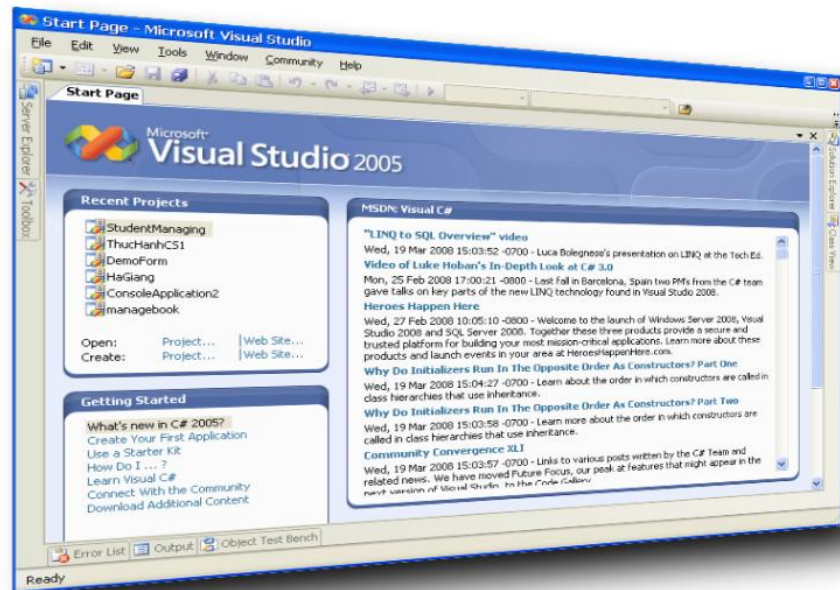 Start Page - Microsoft Visual Studio
File Edit View Tools Window Community Help
Start Page
Server Explorer
Toolbox
Microsoft
Visual Studio 2005
Recent Projects
StudentManaging
ThucHanhCS1
DemoForm
HaGiang
ConsoleApplication2
managebook
Open: Project... | Web Site...
Create: Project... | Web Site...
Getting Started
What's new in C# 2005?
Create Your First Application
Use a Starter Kit
How Do I ... ?
Learn Visual C#
Connect With the Community
Download Additional Content
MSDN: Visual C#
"LINQ to SQL Overview" video
Wed, 19 Mar 2008 15:03:52 -0700 - Luca Bolegnese's presentation on LINQ at the Tech Ed.
Video of Luke Hoban's In-Depth Look at C# 3.0
Mon, 25 Feb 2008 17:00:21 -0800 - Last fall in Barcelona, Spain two PM's from the C# team
gave talks on key parts of the new LINQ technology found in Visual Studio 2008.
Heroes Happen Here
Wed, 27 Feb 2008 10:05:10 -0800 - Welcome to the launch of Windows Server 2008, Visual
Studio 2008 and SQL Server 2008. Together these three products provide a secure and
trusted platform for building your most mission-critical applications. Learn more about these
products and launch events in your area at HeroesHappenHere.com.
Why Do Initializers Run In The Opposite Order As Constructors? Part One
Wed, 19 Mar 2008 15:04:27 -0700 - Learn about the order in which constructors are called in
class hierarchies that use inheritance.
Why Do Initializers Run In The Opposite Order As Constructors? Part Two
Wed, 19 Mar 2008 15:03:58 -0700 - Learn more about the order in which constructors are
called in class hierarchies that use inheritance.
Community Convergence XLI
Wed, 19 Mar 2008 15:03:57 -0700 - Links to various posts written by the C# Team and
related news. We have moved Future Focus, our peak at features that might appear in the
next version of Visual Studio, to the Code Gallery.
Solution Explorer
Class View
Error List Output Object Test Bench
Ready